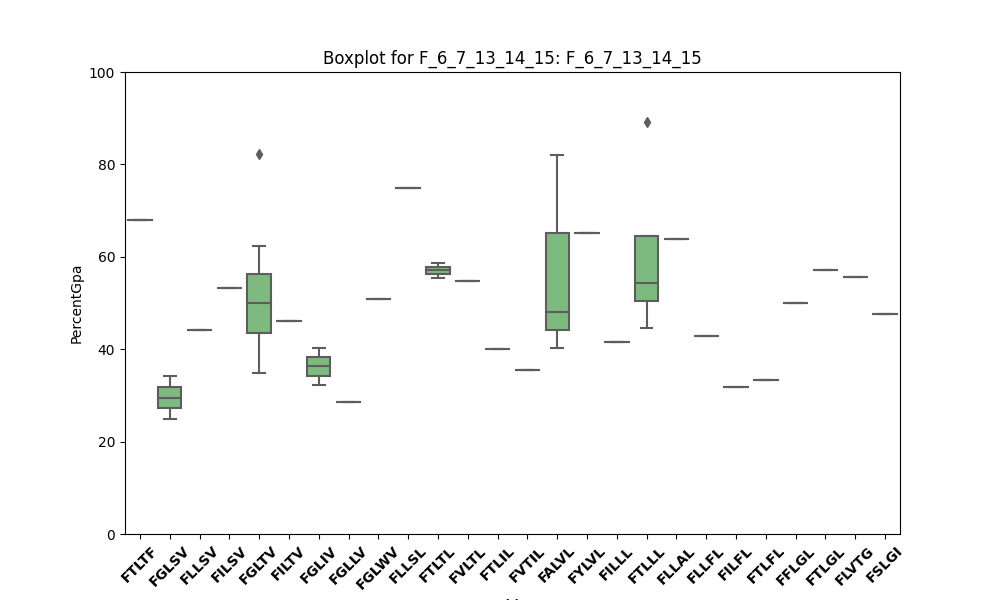 Boxplot for F_6_7_13_14_15: F_6_7_13_14_15
100
80
60
40
20
0
PercentGpa
FTLTF FGLSV FLLSV FILSV FGLTV FILTV FGLIV FGLLV FGLWV FLLSL FTLTL FVLTL FTLIL FVTIL FALVL FYLVL FILLL FTLLL FLLAL FLLFL FILFL FTLFL FFLGL FTLGL FLVTG FSLGI